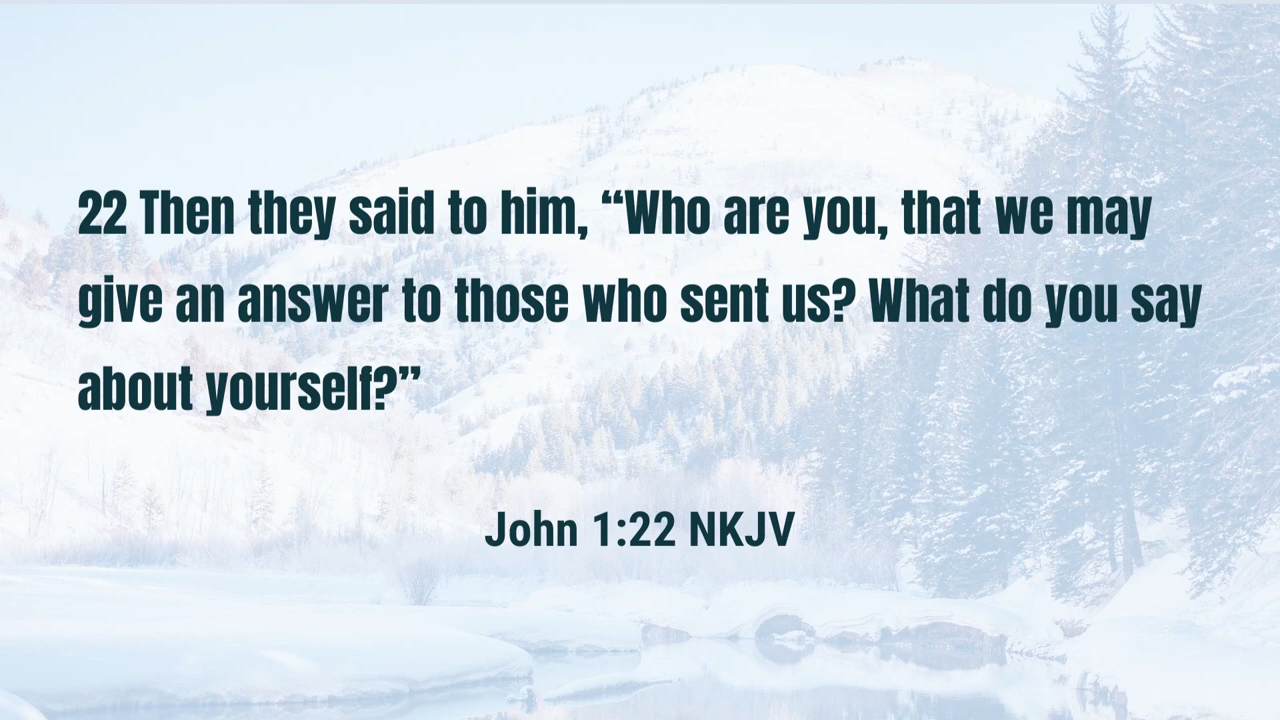 22 Then they said to him, “Who are you, that we may
give an answer to those who sent us? What do you say
about yourself?”
John 1:22 NKJV